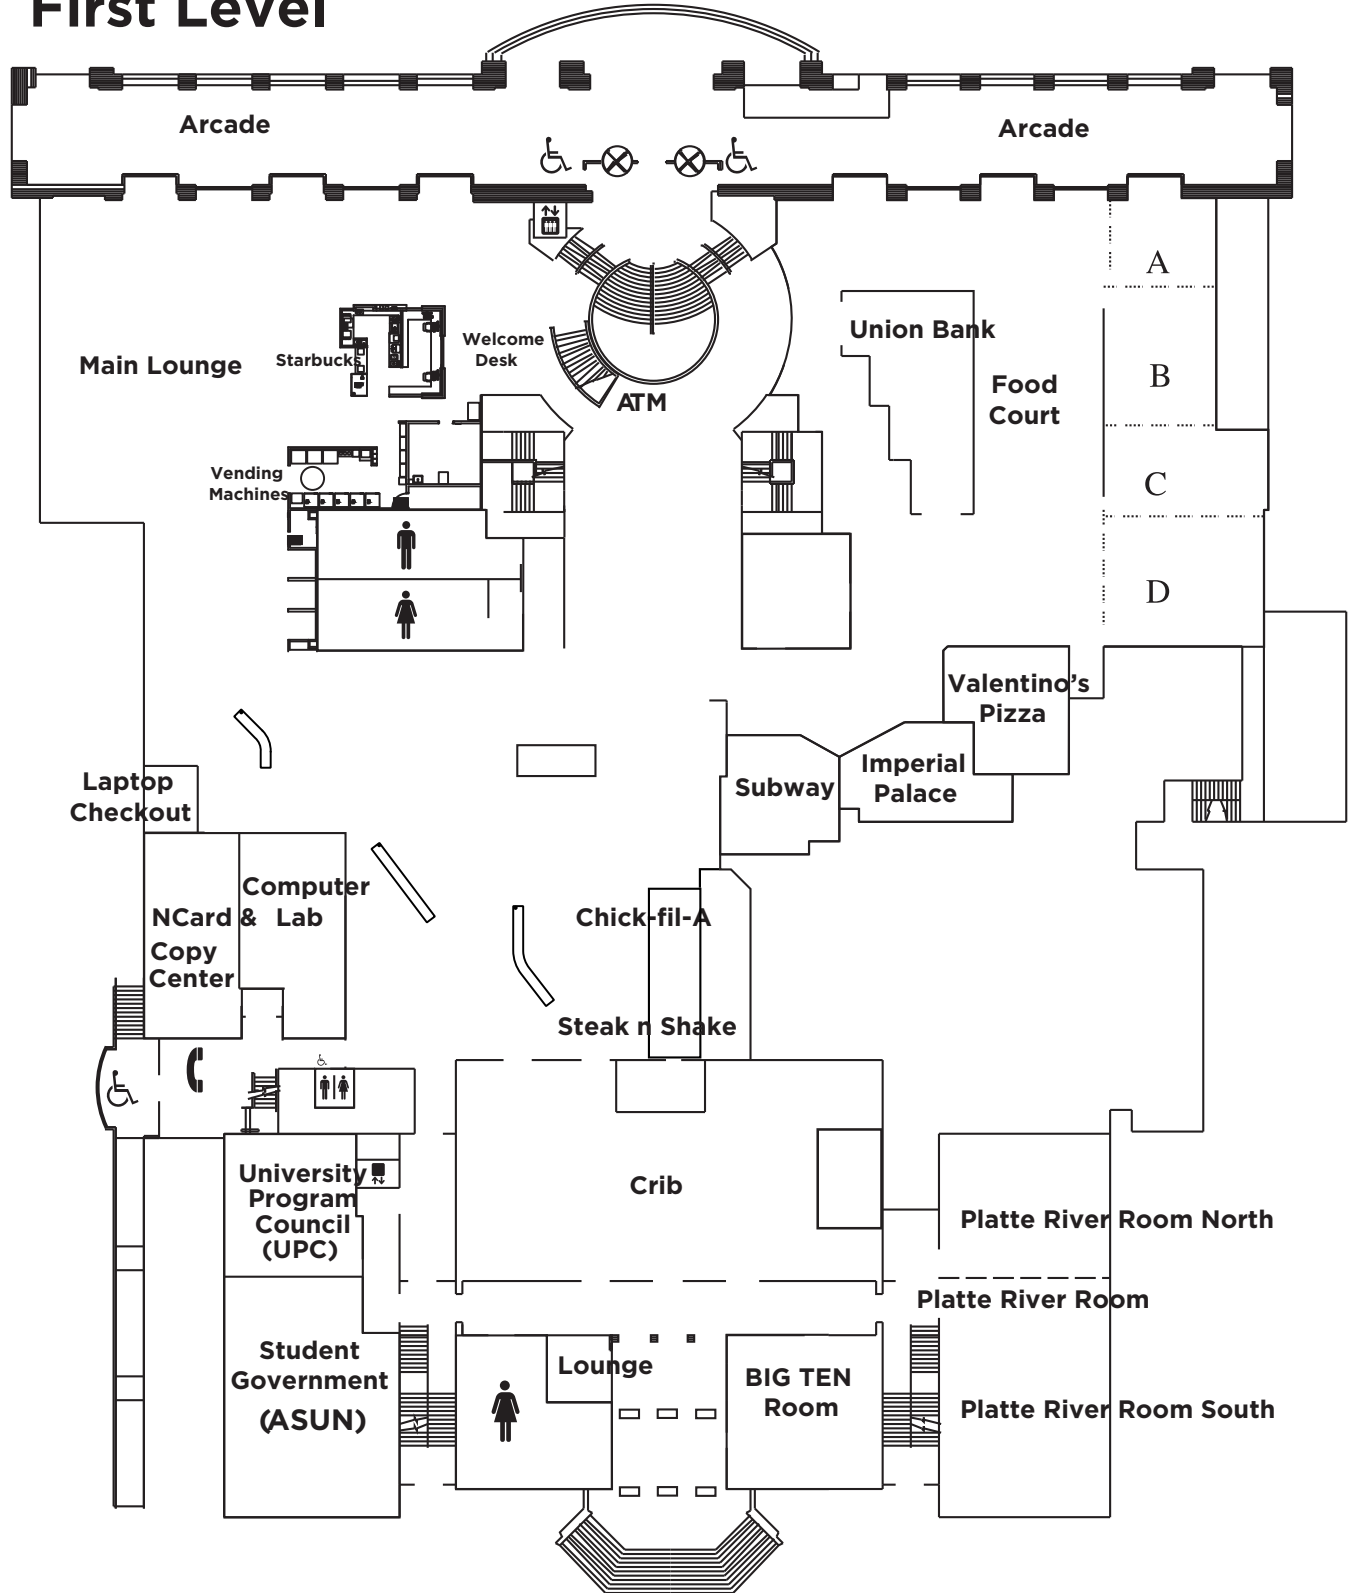 First Level
Arcade
Arcade
A
Union Bank
Welcome
Desk
Starbucks
Main Lounge
B
Food
Court
ATM
Vending
Machines
C
D
Valentino's
Pizza
Imperial
Palace
Subway
Laptop
Checkout
Computer
NCard & Lab
Copy
Center
Chick-fil-A
Steak n Shake
University
Program
Council
(UPC)
Crib
Platte River Room North
Platte River Room
Student
Government
(ASUN)
Lounge
BIG TEN
Room
Platte River Room South